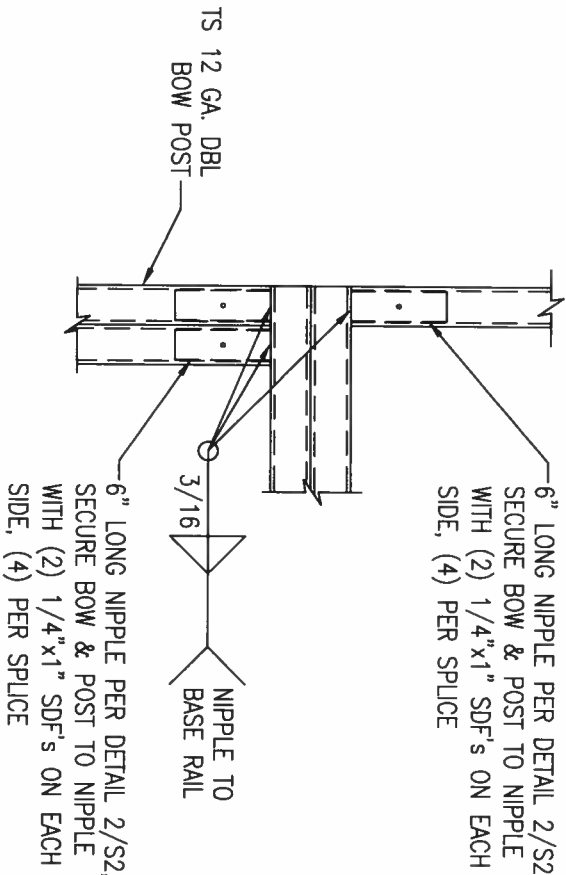 TS 12 GA. DBL
BOW POST
6" LONG NIPPLE PER DETAIL 2/S2
SECURE BOW & POST TO NIPPLE
WITH (2) 1/4"x1" SDF's ON EACH
SIDE, (4) PER SPLICE
3/16
NIPPLE TO
BASE RAIL
6" LONG NIPPLE PER DETAIL 2/S2,
SECURE BOW & POST TO NIPPLE
WITH (2) 1/4"x1" SDF's ON EACH
SIDE, (4) PER SPLICE